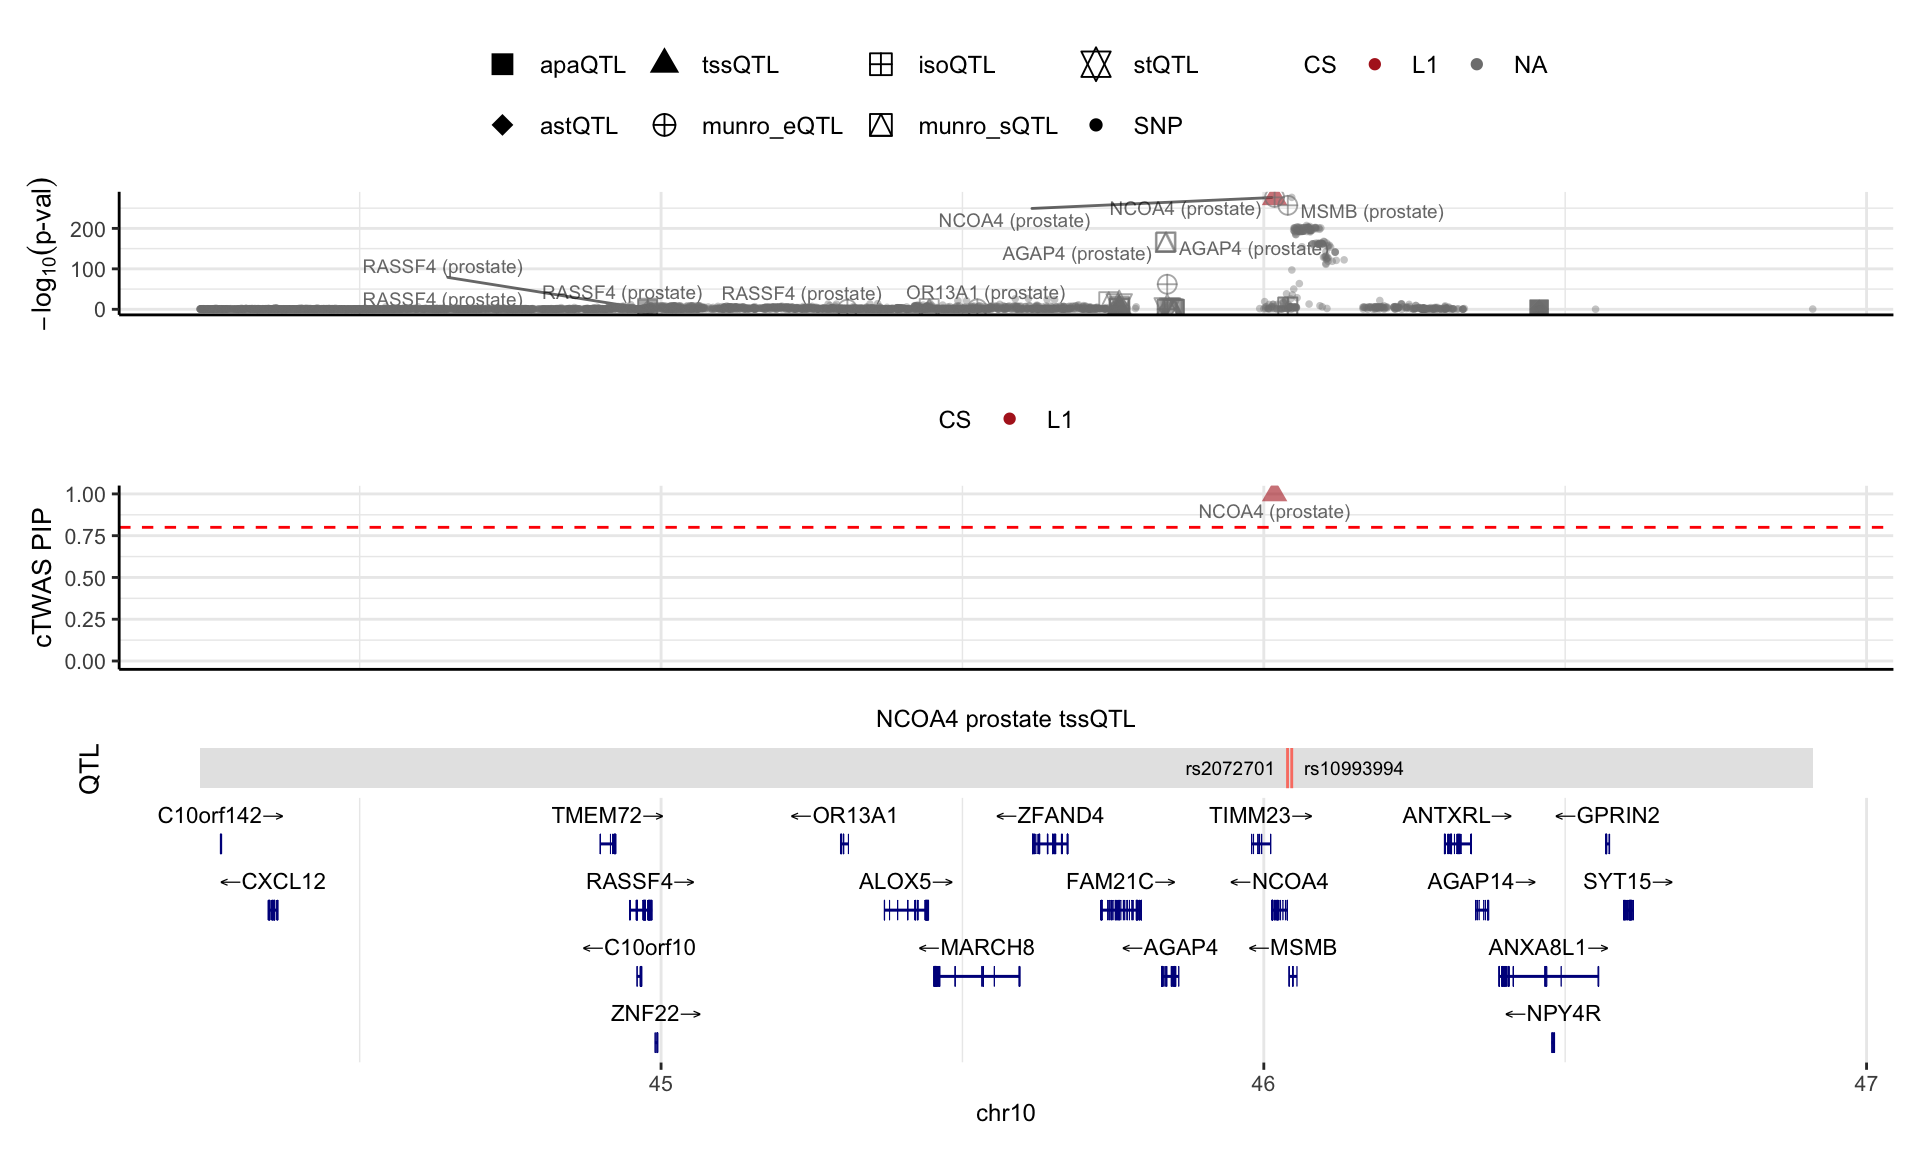 apaQTL tssQTL isoQTL stQTL CS L1 NA
astQTL munro_eQTL munro_sQTL SNP
−log10(p-val)
200
100
0
NCOA4 (prostate)
NCOA4 (prostate)
MSMB (prostate)
AGAP4 (prostate)
AGAP4 (prostate)
RASSF4 (prostate)
RASSF4 (prostate)
RASSF4 (prostate)
RASSF4 (prostate)
OR13A1 (prostate)
CS L1
cTWAS PIP
1.00
0.75
0.50
0.25
0.00
NCOA4 (prostate)
NCOA4 prostate tssQTL
QTL
rs2072701 rs10993994
C10orf142→ TMEM72→ ←OR13A1 ←ZFAND4 TIMM23→ ANTXRL→ ←GPRIN2
←CXCL12 RASSF4→ ALOX5→ FAM21C→ ←NCOA4 AGAP14→ SYT15→
←C10orf10 ←MARCH8 ←AGAP4 ←MSMB ANXA8L1→
ZNF22→ ←NPY4R
45 46 47
chr10